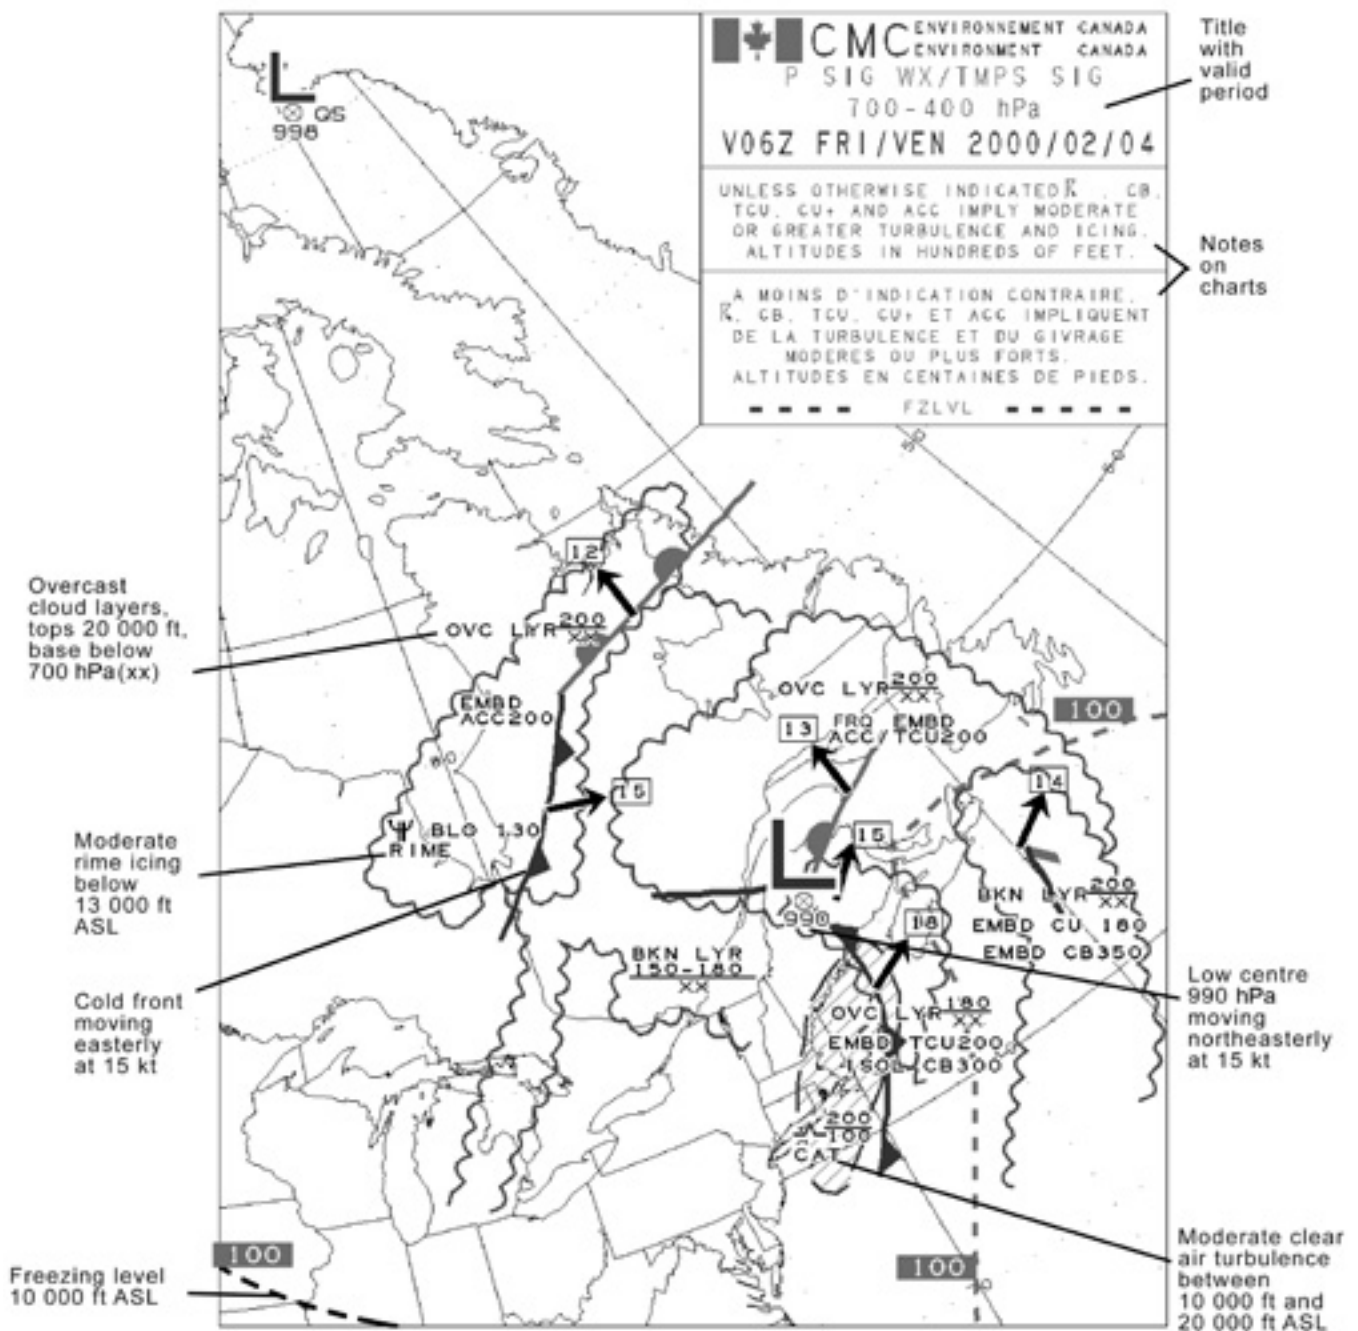 CMC ENVIRONNEMENT CANADA
ENVIRONMENT CANADA
P SIG WX/TMPS SIG
700-400 hPa
V06Z FRI/VEN 2000/02/04
UNLESS OTHERWISE INDICATED , CB,
TCU, CU+ AND ACC IMPLY MODERATE
OR GREATER TURBULENCE AND ICING.
ALTITUDES IN HUNDREDS OF FEET.
A MOINS D'INDICATION CONTRAIRE,
, CB, TCU, CU+ ET ACC IMPLIQUENT
DE LA TURBULENCE ET DU GIVRAGE
MODERES OU PLUS FORTS.
ALTITUDES EN CENTAINES DE PIEDS.
FZLVL
Title
with
valid
period
Notes
on
charts
L
QS
998
50
60
12
OVC LYR 200
XX
EMBD
ACC200
80
15
BLO 130
RIME
OVC LYR 200
XX
FRQ EMBD
ACC/TCU200
13
100
14
15
L
990
18
BKN LYR 200
XX
EMBD CU 180
EMBD CB350
BKN LYR
150-180
XX
OVC LYR 180
XX
EMBD TCU200
ISOL CB300
200
100
CAT
100
100
Overcast
cloud layers,
tops 20 000 ft,
base below
700 hPa(xx)
Moderate
rime icing
below
13 000 ft
ASL
Cold front
moving
easterly
at 15 kt
Freezing level
10 000 ft ASL
Low centre
990 hPa
moving
northeasterly
at 15 kt
Moderate clear
air turbulence
between
10 000 ft and
20 000 ft ASL